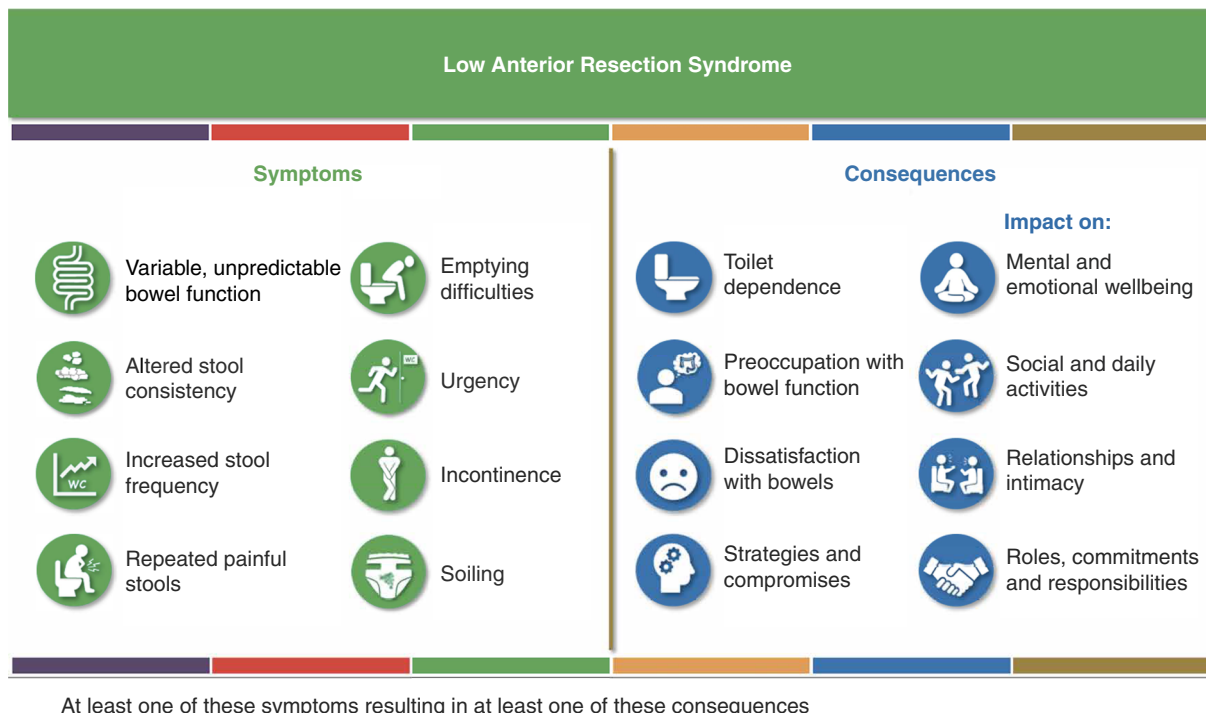 Low Anterior Resection Syndrome
Symptoms
Variable, unpredictable
bowel function
Altered stool
consistency
Increased stool
frequency
WC
Repeated painful
stools
Emptying
difficulties
WC
Urgency
Incontinence
Soiling
Consequences
Toilet
dependence
Preoccupation with
bowel function
Dissatisfaction
with bowels
Strategies and
compromises
Impact on:
Mental and
emotional wellbeing
Social and daily
activities
Relationships and
intimacy
Roles, commitments
and responsibilities
At least one of these symptoms resulting in at least one of these consequences